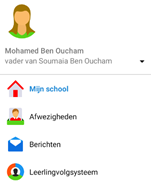 Mohamed Ben Oucham
vader van Soumaia Ben Oucham
Mijn school
Afwezigheden
Berichten
Leerlingvolgsysteem